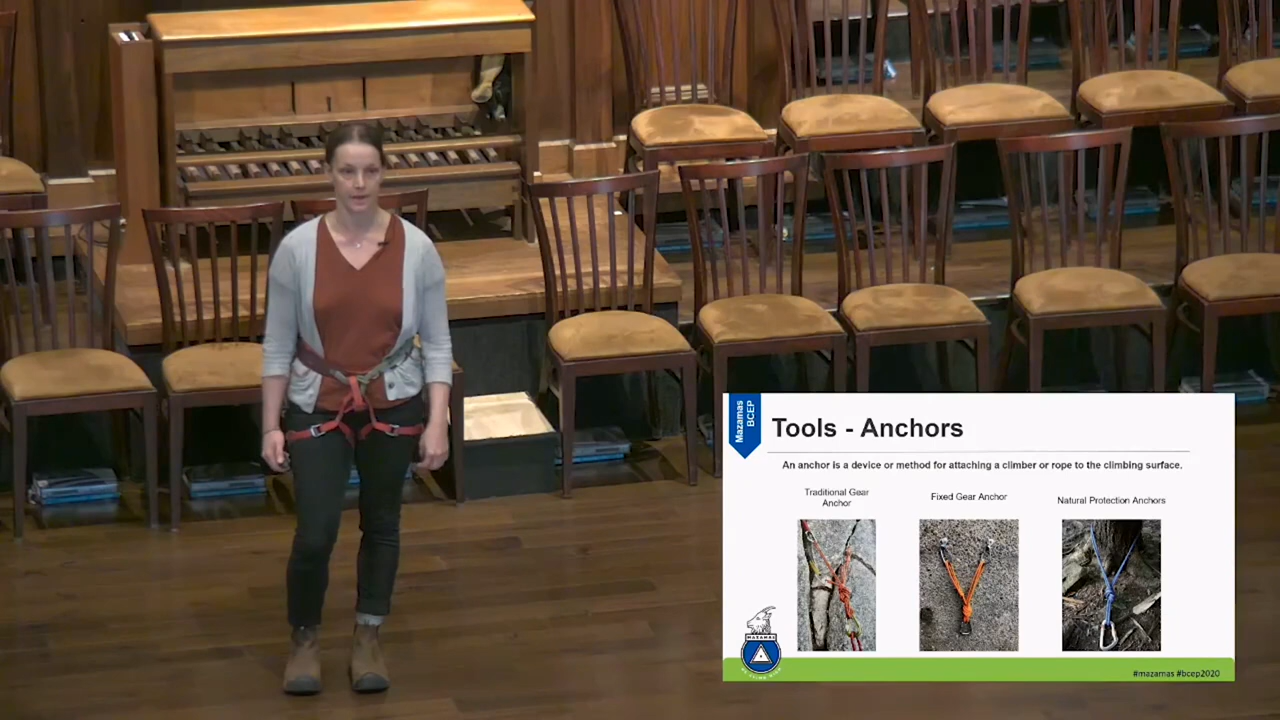 Mazamas
BCEP
Tools - Anchors
An anchor is a device or method for attaching a climber or rope to the climbing surface.
Traditional Gear
Anchor
Fixed Gear Anchor
Natural Protection Anchors
MAZAMAS
#mazamas #bcep2020